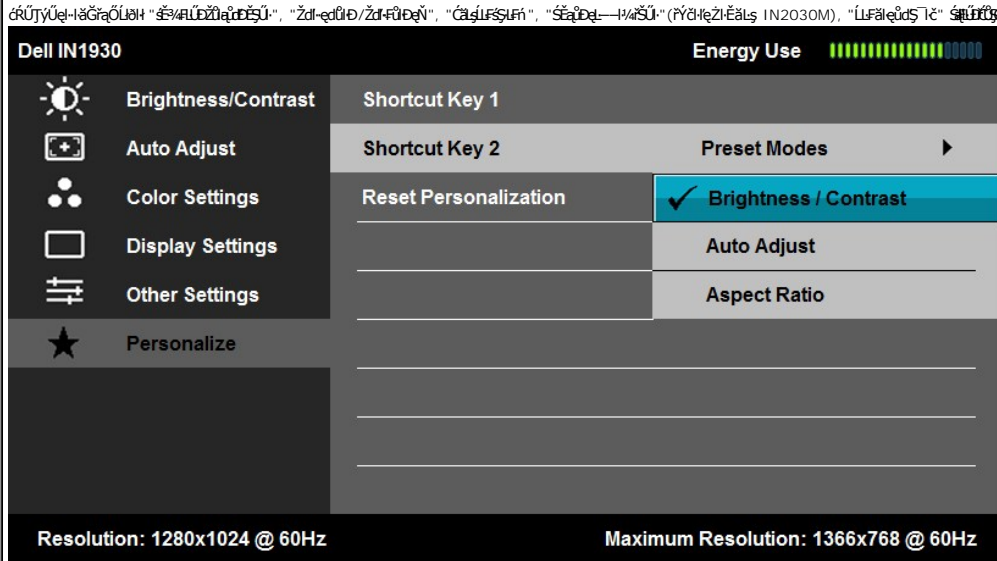 IN2030M),
Dell IN1930 Energy Use
Brightness/Contrast Shortcut Key 1
Auto Adjust Shortcut Key 2 Preset Modes
Color Settings Reset Personalization ✓ Brightness / Contrast
Display Settings Auto Adjust
Other Settings Aspect Ratio
Personalize
Resolution: 1280x1024 @ 60Hz Maximum Resolution: 1366x768 @ 60Hz